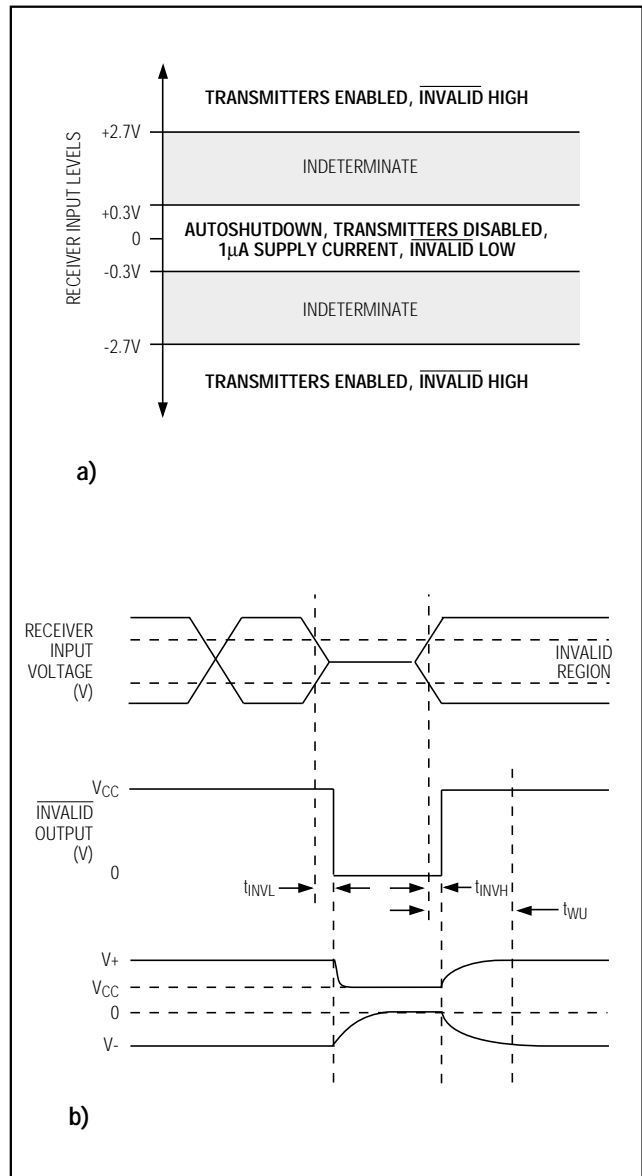 RECEIVER INPUT LEVELS
TRANSMITTERS ENABLED, INVALID HIGH
+2.7V
INDETERMINATE
+0.3V
AUTOSHUTDOWN, TRANSMITTERS DISABLED,
0
1µA SUPPLY CURRENT, INVALID LOW
-0.3V
INDETERMINATE
-2.7V
TRANSMITTERS ENABLED, INVALID HIGH
a)
RECEIVER
INPUT
VOLTAGE
(V)
INVALID
REGION
VCC
INVALID
OUTPUT
(V)
0
tINVL
tINVH
tWU
V+
VCC
0
V-
b)